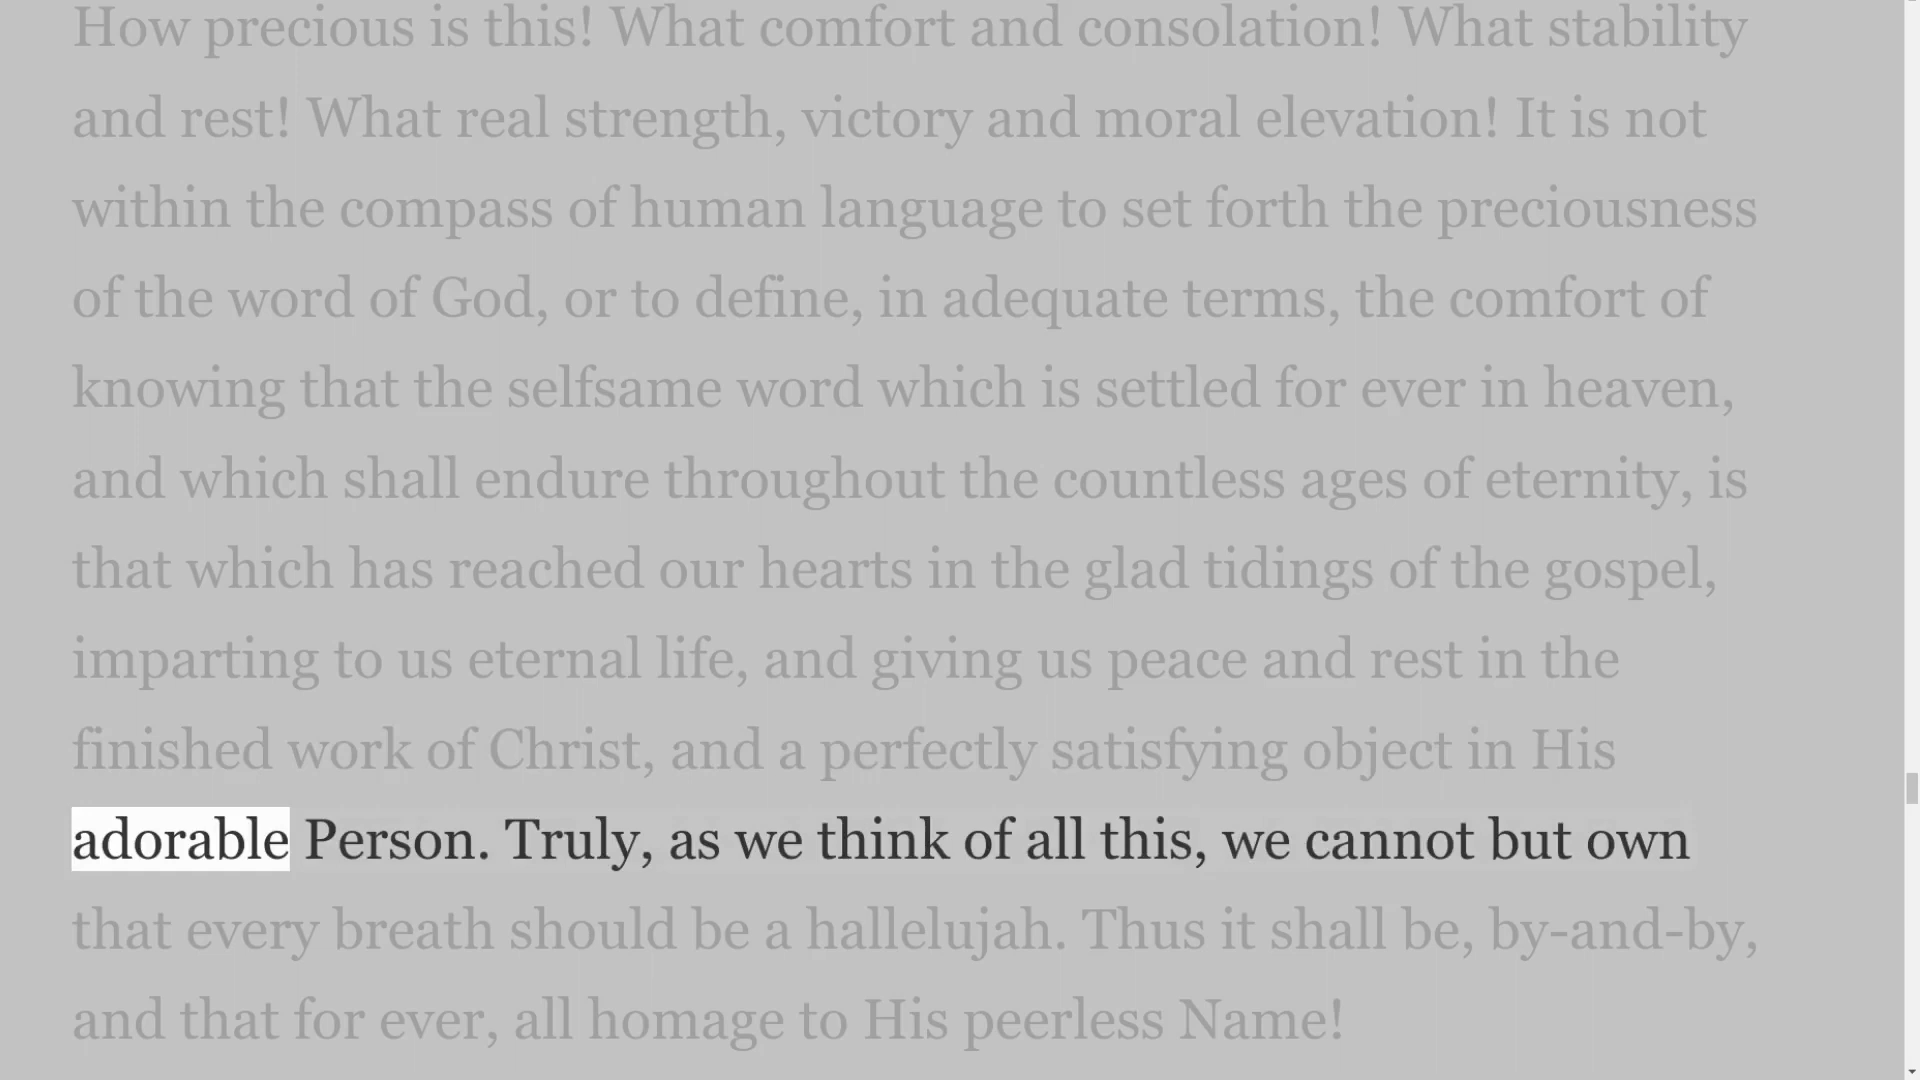 How precious is this! What comfort and consolation! What stability
and rest! What real strength, victory and moral elevation! It is not
within the compass of human language to set forth the preciousness
of the word of God, or to define, in adequate terms, the comfort of
knowing that the selfsame word which is settled for ever in heaven,
and which shall endure throughout the countless ages of eternity, is
that which has reached our hearts in the glad tidings of the gospel,
imparting to us eternal life, and giving us peace and rest in the
finished work of Christ, and a perfectly satisfying object in His
adorable Person. Truly, as we think of all this, we cannot but own
that every breath should be a hallelujah. Thus it shall be, by-and-by,
and that for ever, all homage to His peerless Name!